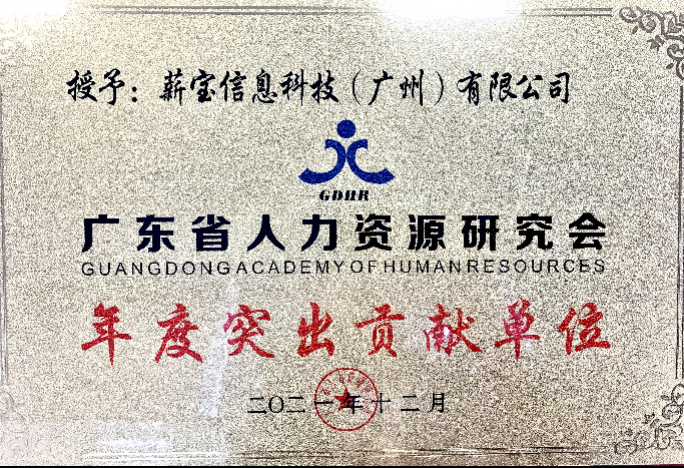 授予：薪宝信息科技（广州）有限公司
GDHR
广东省人力资源研究会
GUANGDONGACADEMYOFHUMANRESOURCES
年度突出贡献单位
二〇二一年十二月